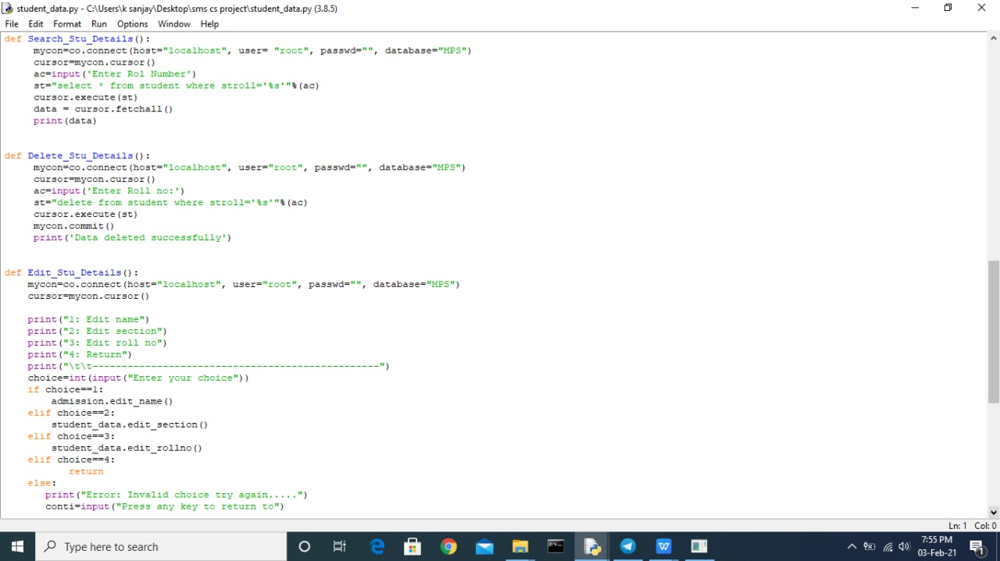 student_data.py - C:\Users\k sanjay\Desktop\sms cs project\student_data.py (3.8.5)
File Edit Format Run Options Window Help
def Search_Stu_Details():
     mycon=co.connect(host="localhost", user= "root", passwd="", database="MPS")
     cursor=mycon.cursor()
     ac=input('Enter Rol Number')
     st="select * from student where stroll='%s'"%(ac)
     cursor.execute(st)
     data = cursor.fetchall()
     print(data)
def Delete_Stu_Details():
     mycon=co.connect(host="localhost", user="root", passwd="", database="MPS")
     cursor=mycon.cursor()
     ac=input('Enter Roll no:')
     st="delete from student where stroll='%s'"%(ac)
     cursor.execute(st)
     mycon.commit()
     print('Data deleted successfully')
def Edit_Stu_Details():
    mycon=co.connect(host="localhost", user="root", passwd="", database="MPS")
    cursor=mycon.cursor()
    print("1: Edit name")
    print("2: Edit section")
    print("3: Edit roll no")
    print("4: Return")
    print("\t\t-------------------------------------------------")
    choice=int(input("Enter your choice"))
    if choice==1:
        admission.edit_name()
    elif choice==2:
        student_data.edit_section()
    elif choice==3:
        student_data.edit_rollno()
    elif choice==4:
           return
    else:
       print("Error: Invalid choice try again.....")
       conti=input("Press any key to return to")
Ln: 1 Col: 0
Type here to search
7:55 PM
03-Feb-21
1